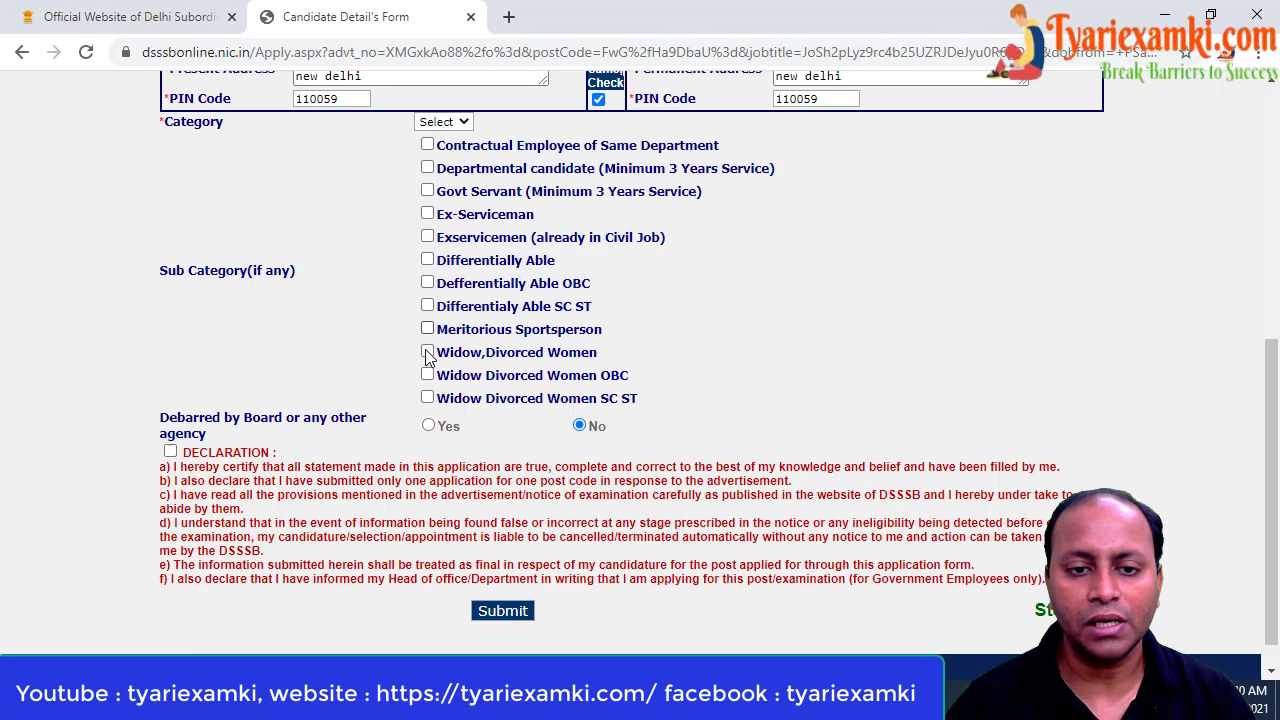 Official Website of Delhi Subordi
Candidate Detail's Form
dsssbonline.nic.in/Apply.aspx?advt_no=XMGxkAo88%2fo%3d&postCode=FwG%2fHa9DbaU%3d&jobtitle=JoSh2pLyz9rc4b25UZRJDeJyu0R6
Tyariexamki.com
Break Barriers to Success
Present Address new delhi Check Permanent Address new delhi
*PIN Code 110059 *PIN Code 110059
*Category Select
Contractual Employee of Same Department
Departmental candidate (Minimum 3 Years Service)
Govt Servant (Minimum 3 Years Service)
Ex-Serviceman
Exservicemen (already in Civil Job)
Sub Category(if any)
Differentially Able
Defferentially Able OBC
Differentialy Able SC ST
Meritorious Sportsperson
Widow,Divorced Women
Widow Divorced Women OBC
Widow Divorced Women SC ST
Debarred by Board or any other
agency
Yes No
DECLARATION :
a) I hereby certify that all statement made in this application are true, complete and correct to the best of my knowledge and belief and have been filled by me.
b) I also declare that I have submitted only one application for one post code in response to the advertisement.
c) I have read all the provisions mentioned in the advertisement/notice of examination carefully as published in the website of DSSSB and I hereby under take to
abide by them.
d) I understand that in the event of information being found false or incorrect at any stage prescribed in the notice or any ineligibility being detected before
the examination, my candidature/selection/appointment is liable to be cancelled/terminated automatically without any notice to me and action can be taken
me by the DSSSB.
e) The information submitted herein shall be treated as final in respect of my candidature for the post applied for through this application form.
f) I also declare that I have informed my Head of office/Department in writing that I am applying for this post/examination (for Government Employees only).
Submit
Youtube : tyariexamki, website : https://tyariexamki.com/ facebook : tyariexamki
AM
2021